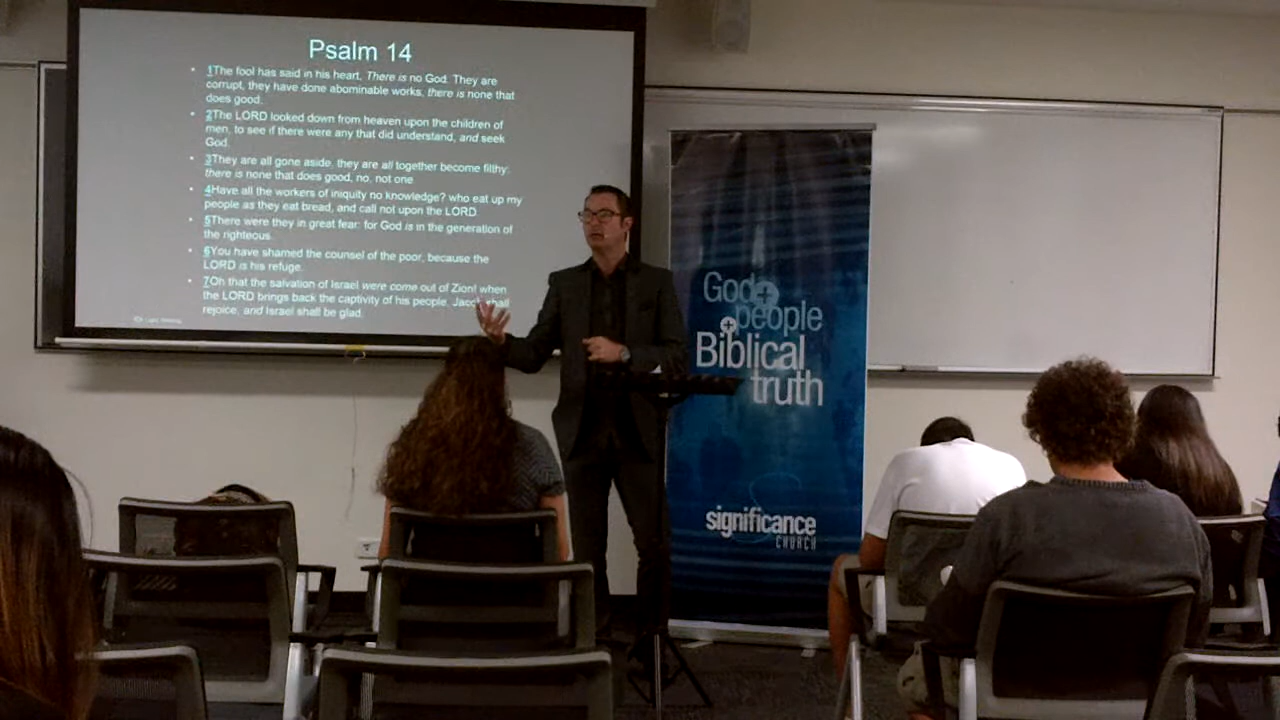 Psalm 14
1The fool has said in his heart, There is no God. They are
corrupt, they have done abominable works, there is none that
does good.
2The LORD looked down from heaven upon the children of
men, to see if there were any that did understand, and seek
God.
3They are all gone aside, they are all together become filthy:
there is none that does good, no, not one.
4Have all the workers of iniquity no knowledge? who eat up my
people as they eat bread, and call not upon the LORD.
5There were they in great fear: for God is in the generation of
the righteous.
6You have shamed the counsel of the poor, because the
LORD is his refuge.
7Oh that the salvation of Israel were come out of Zion! when
the LORD brings back the captivity of his people, Jacob shall
rejoice, and Israel shall be glad.
God+
+people
Biblical
truth
significance
CHURCH